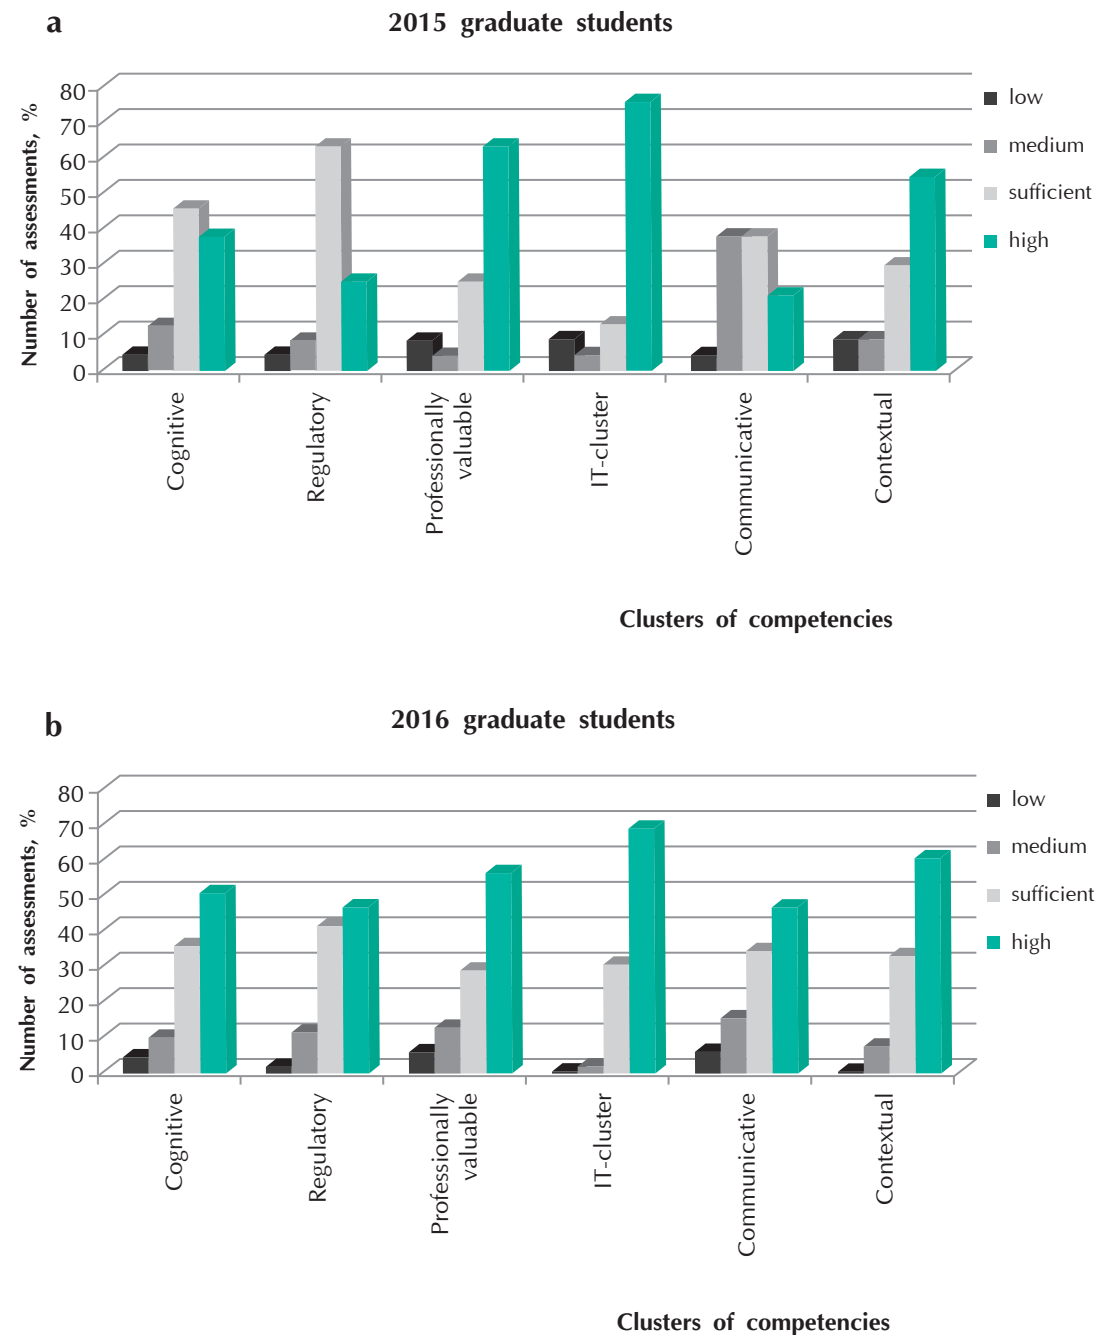 a
2015 graduate students
Number of assessments, %
80
70
60
50
40
30
20
10
0
low
medium
sufficient
high
Cognitive
Regulatory
Professionally
valuable
IT-cluster
Communicative
Contextual
Clusters of competencies
b
2016 graduate students
Number of assessments, %
80
70
60
50
40
30
20
10
0
low
medium
sufficient
high
Cognitive
Regulatory
Professionally
valuable
IT-cluster
Communicative
Contextual
Clusters of competencies